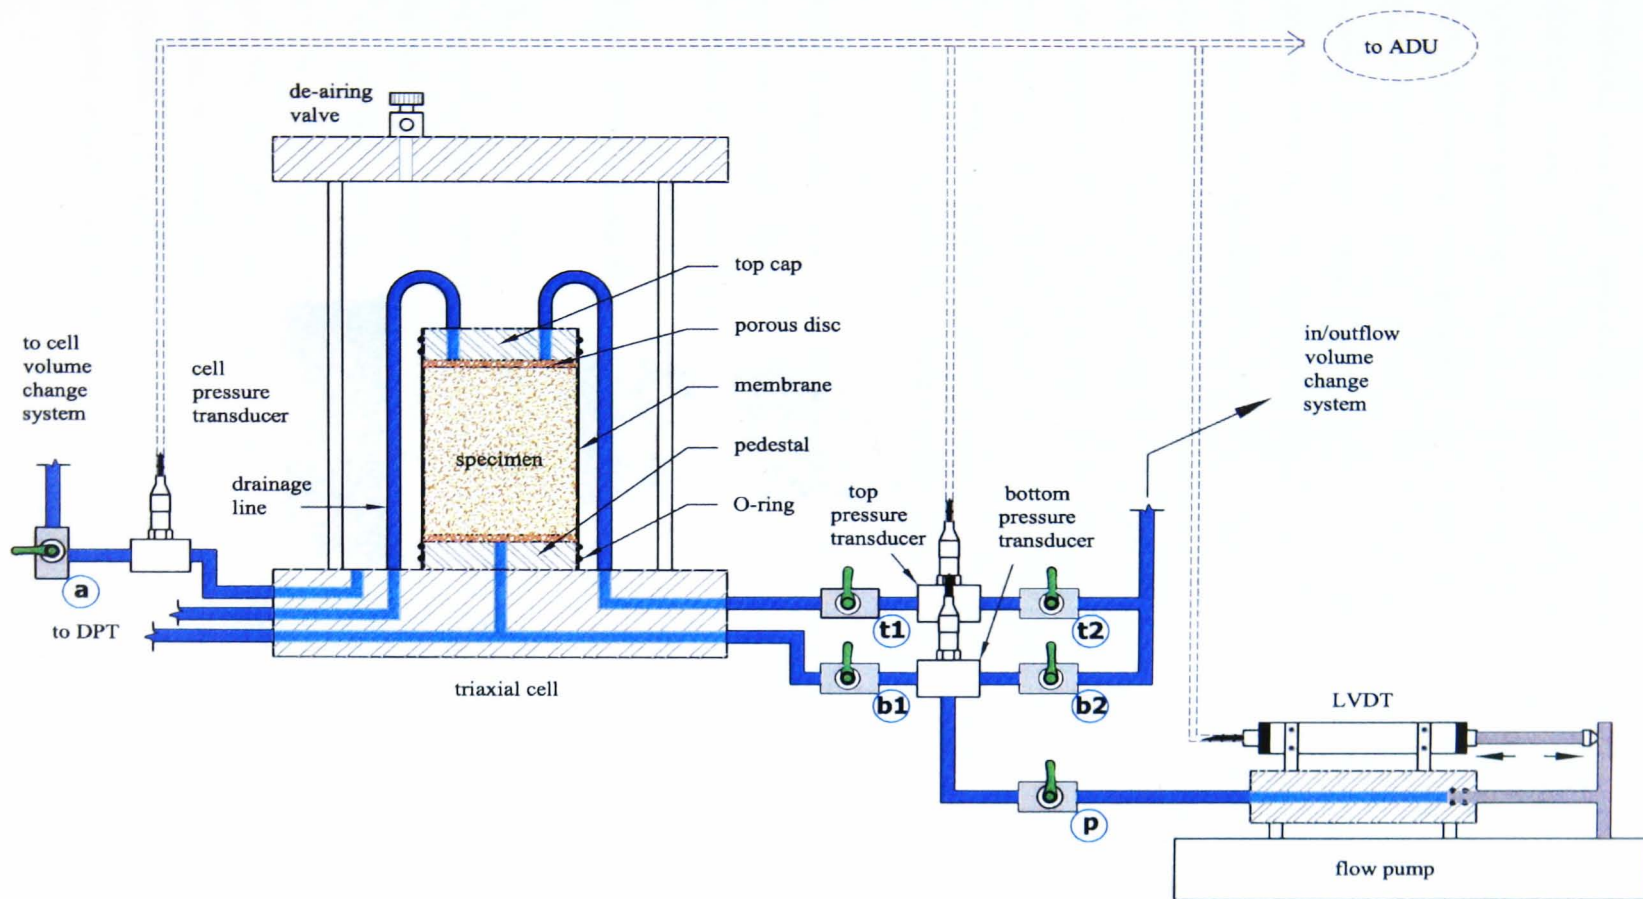 to ADU
de-airing
valve
top cap
porous disc
membrane
pedestal
O-ring
to cell
volume
change
system
cell
pressure
transducer
drainage
line
specimen
in/outflow
volume
change
system
top
pressure
transducer
bottom
pressure
transducer
a
to DPT
t1
t2
b1
b2
triaxial cell
LVDT
p
flow pump